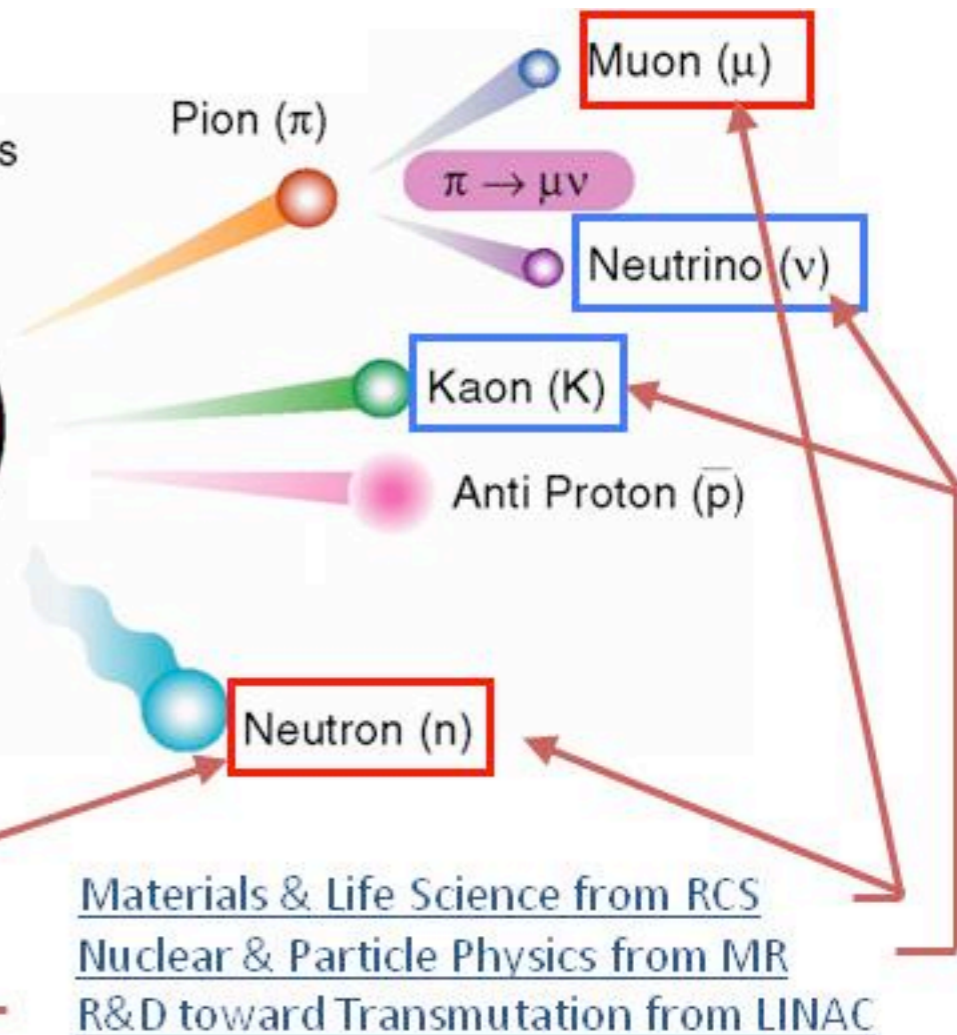 Muon (μ)
Pion (π)
s
π → μν
Neutrino (ν)
Kaon (K)
Anti Proton (p̅)
Neutron (n)
Materials & Life Science from RCS
Nuclear & Particle Physics from MR
R&D toward Transmutation from LINAC